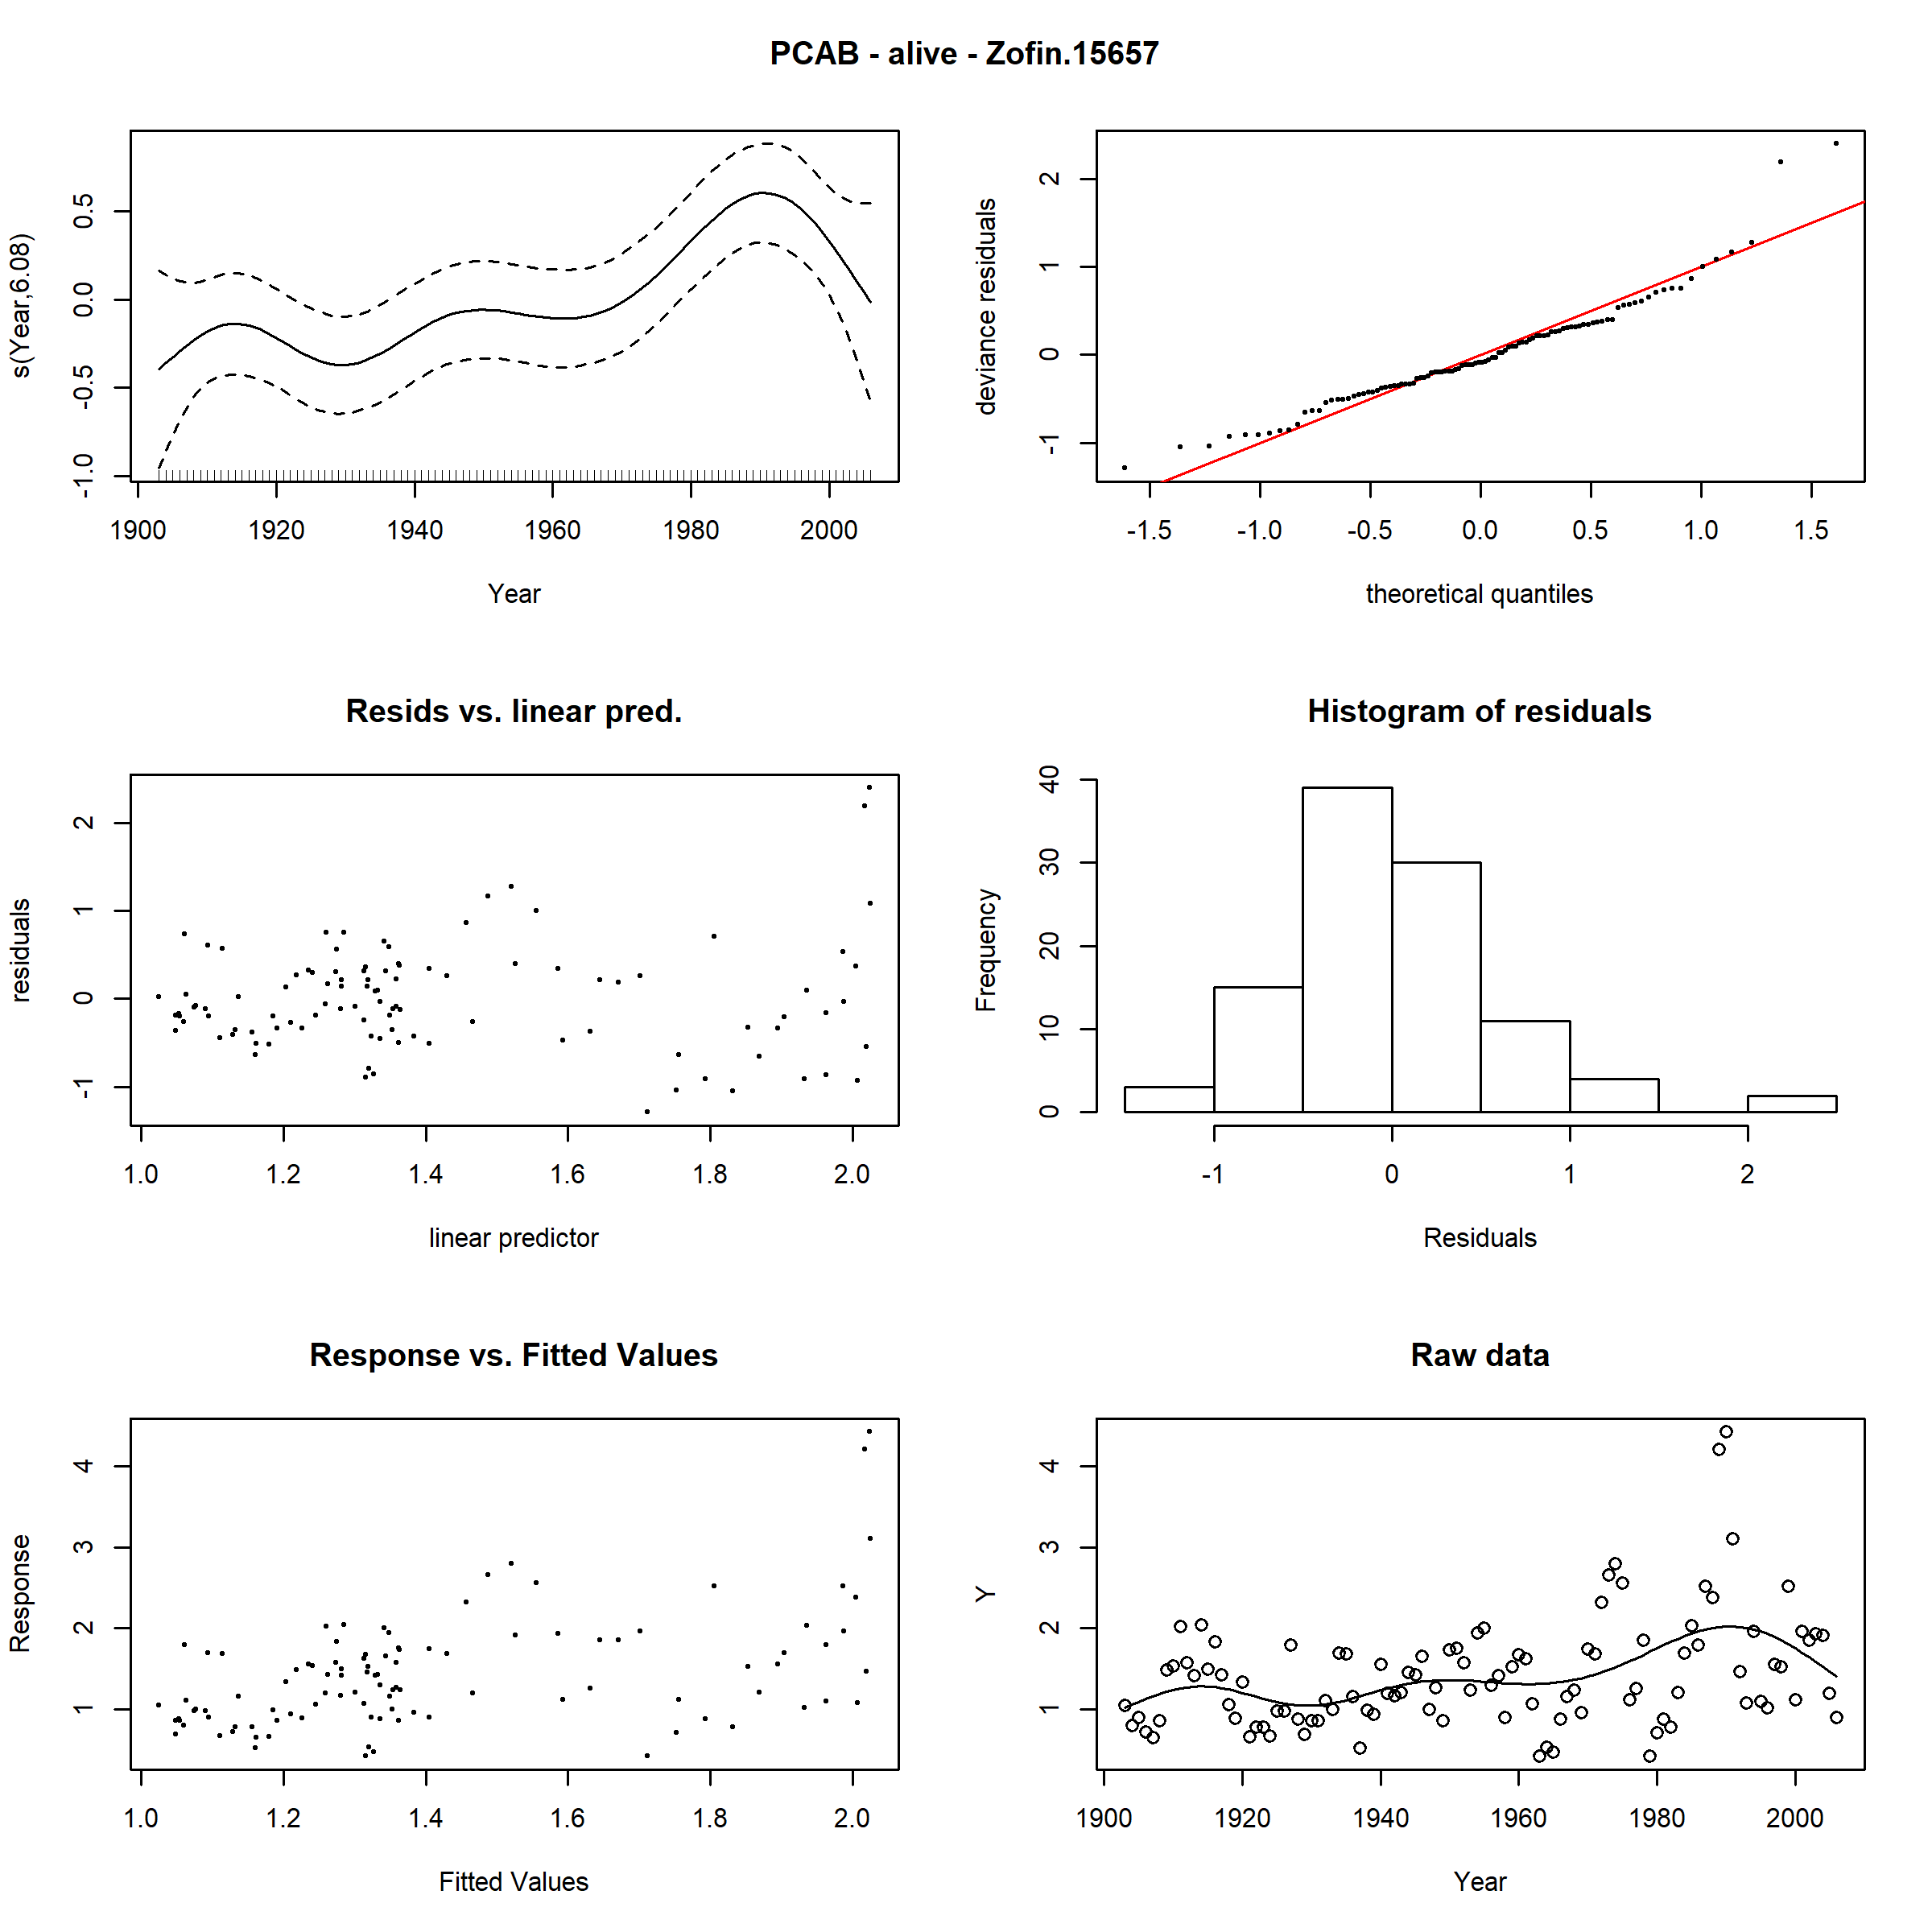 PCAB - alive - Zofin.15657
s(Year,6.08)
-1.0 -0.5 0.0 0.5
1900 1920 1940 1960 1980 2000
Year
deviance residuals
-1 0 1 2
-1.5 -1.0 -0.5 0.0 0.5 1.0 1.5
theoretical quantiles
Resids vs. linear pred.
residuals
-1 0 1 2
1.0 1.2 1.4 1.6 1.8 2.0
linear predictor
Histogram of residuals
Frequency
0 10 20 30 40
-1 0 1 2
Residuals
Response vs. Fitted Values
Response
1 2 3 4
1.0 1.2 1.4 1.6 1.8 2.0
Fitted Values
Raw data
Y
1 2 3 4
1900 1920 1940 1960 1980 2000
Year